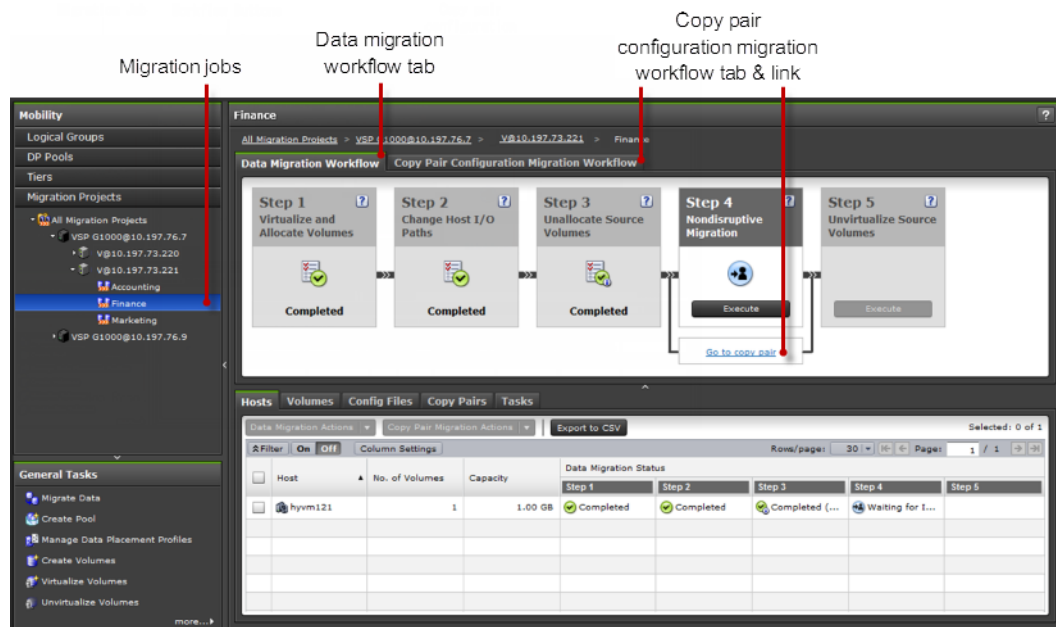 Migration jobs
Data migration
workflow tab
Copy pair
configuration migration
workflow tab & link
Mobility
Logical Groups
DP Pools
Tiers
Migration Projects
All Migration Projects
VSP G1000@10.197.76.7
V@10.197.73.220
V@10.197.73.221
Accounting
Finance
Marketing
VSP G1000@10.197.76.9
General Tasks
Migrate Data
Create Pool
Manage Data Placement Profiles
Create Volumes
Virtualize Volumes
Unvirtualize Volumes
more...
Finance ?
All Migration Projects > VSP G1000@10.197.76.7 > V@10.197.73.221 > Finance
Data Migration Workflow Copy Pair Configuration Migration Workflow
Step 1 ?
Virtualize and
Allocate Volumes
Completed
Step 2 ?
Change Host I/O
Paths
Completed
Step 3 ?
Unallocate Source
Volumes
Completed
Step 4 ?
Nondisruptive
Migration
Execute
Go to copy pair
Step 5 ?
Unvirtualize Source
Volumes
Execute
Hosts Volumes Config Files Copy Pairs Tasks
Data Migration Actions Copy Pair Migration Actions Export to CSV Selected: 0 of 1
Filter On Off Column Settings Rows/page: 30 Page: 1 / 1
Host No. of Volumes Capacity Data Migration Status
Step 1 Step 2 Step 3 Step 4 Step 5
hyvm121 1 1.00 GB Completed Completed Completed (... Waiting for I...